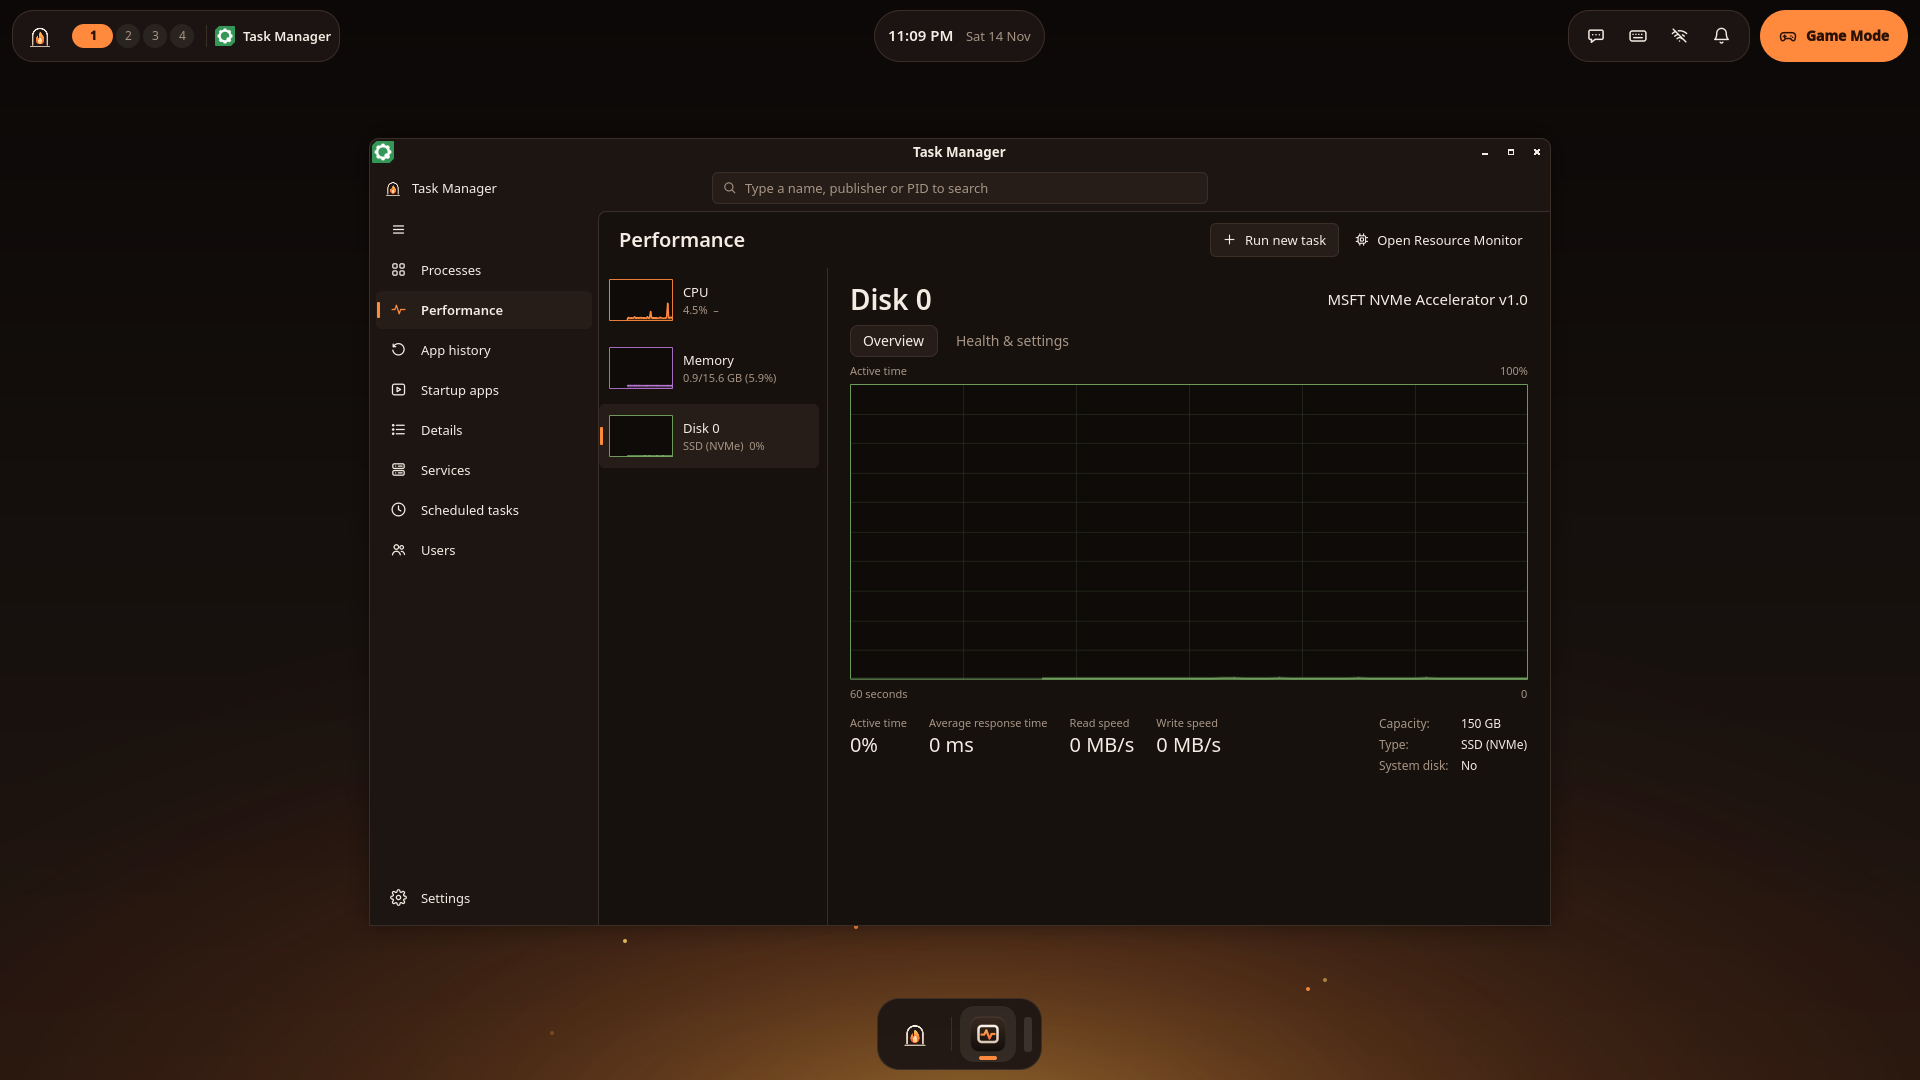 1 2 3 4 Task Manager
11:09 PM Sat 14 Nov
Game Mode
Task Manager
Task Manager
Type a name, publisher or PID to search
Processes
Performance
App history
Startup apps
Details
Services
Scheduled tasks
Users
Settings
Performance
Run new task
Open Resource Monitor
CPU
4.5% –
Memory
0.9/15.6 GB (5.9%)
Disk 0
SSD (NVMe) 0%
Disk 0
MSFT NVMe Accelerator v1.0
Overview
Health & settings
Active time
100%
60 seconds
0
Active time
0%
Average response time
0 ms
Read speed
0 MB/s
Write speed
0 MB/s
Capacity: 150 GB
Type: SSD (NVMe)
System disk: No